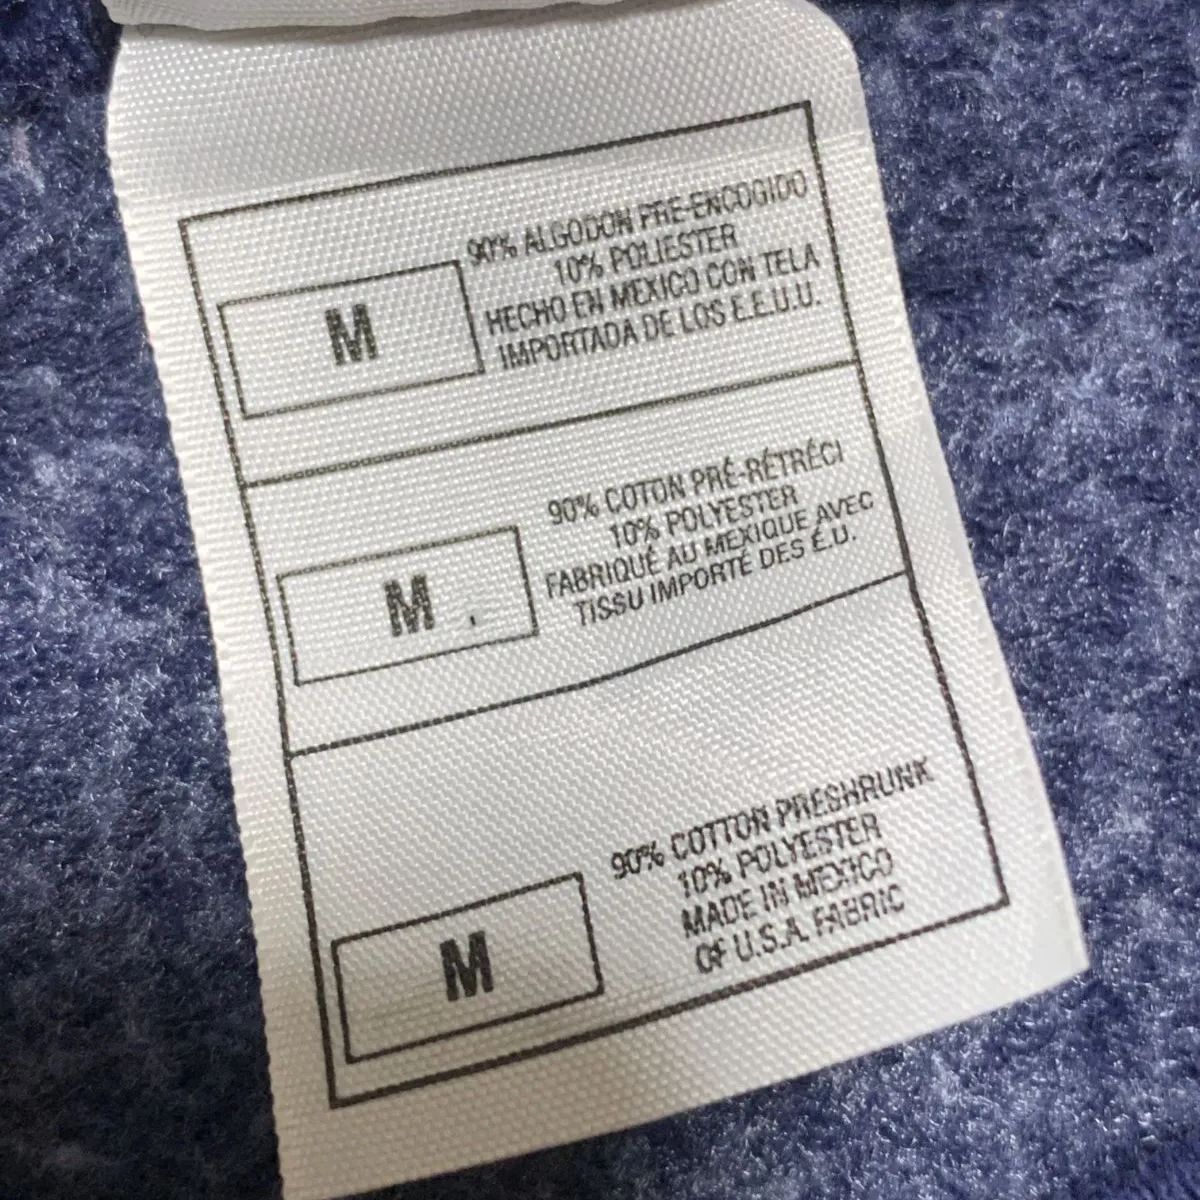 90% ALGODON PRE-ENCOGIDO
10% POLIESTER
HECHO EN MEXICO CON TELA
IMPORTADA DE LOS E.E.U.U.
M
90% COTON PRÉ-RÉTRÉCI
10% POLYESTER
FABRIQUÉ AU MEXIQUE AVEC
TISSU IMPORTÉ DES É.U.
M
90% COTTON PRESHRUNK
10% POLYESTER
MADE IN MEXICO
OF U.S.A. FABRIC
M